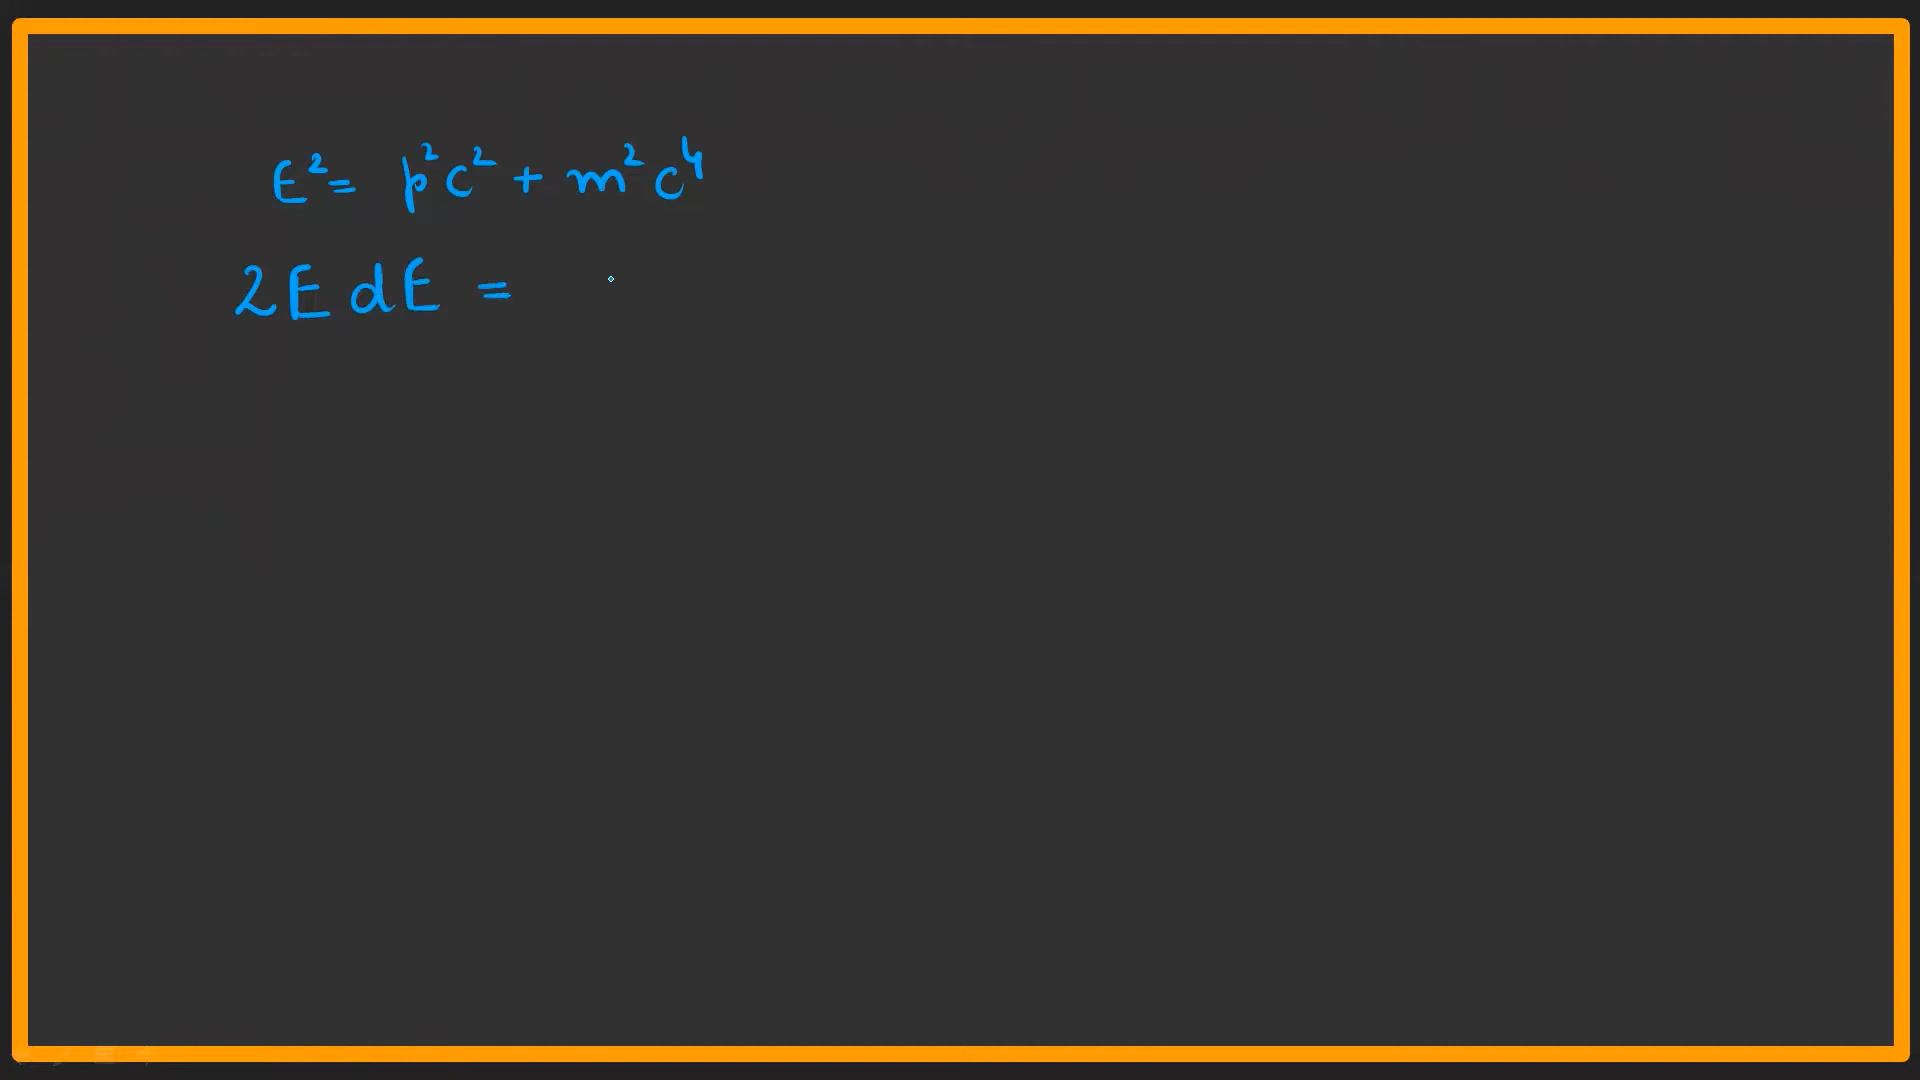 E² = p²c² + m²c⁴
2E dE =